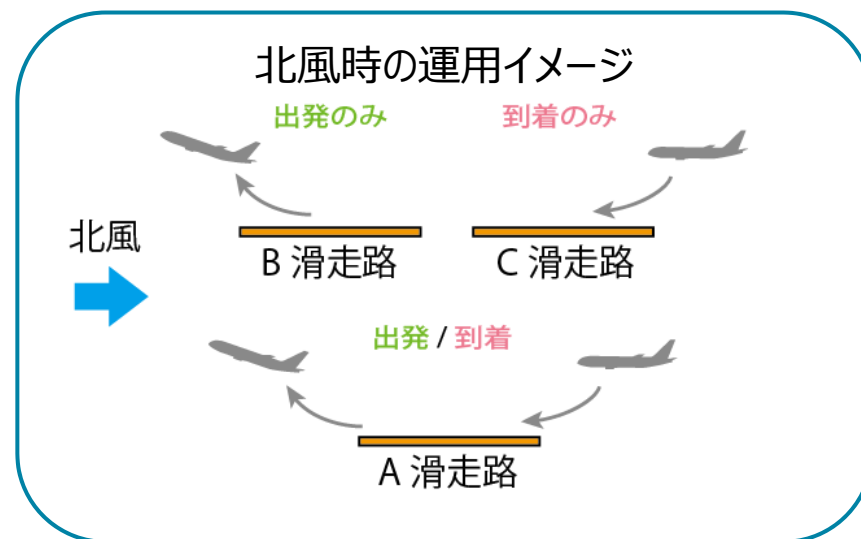 北風時の運用イメージ
出発のみ
到着のみ
北風
B 滑走路
C 滑走路
出発 / 到着
A 滑走路